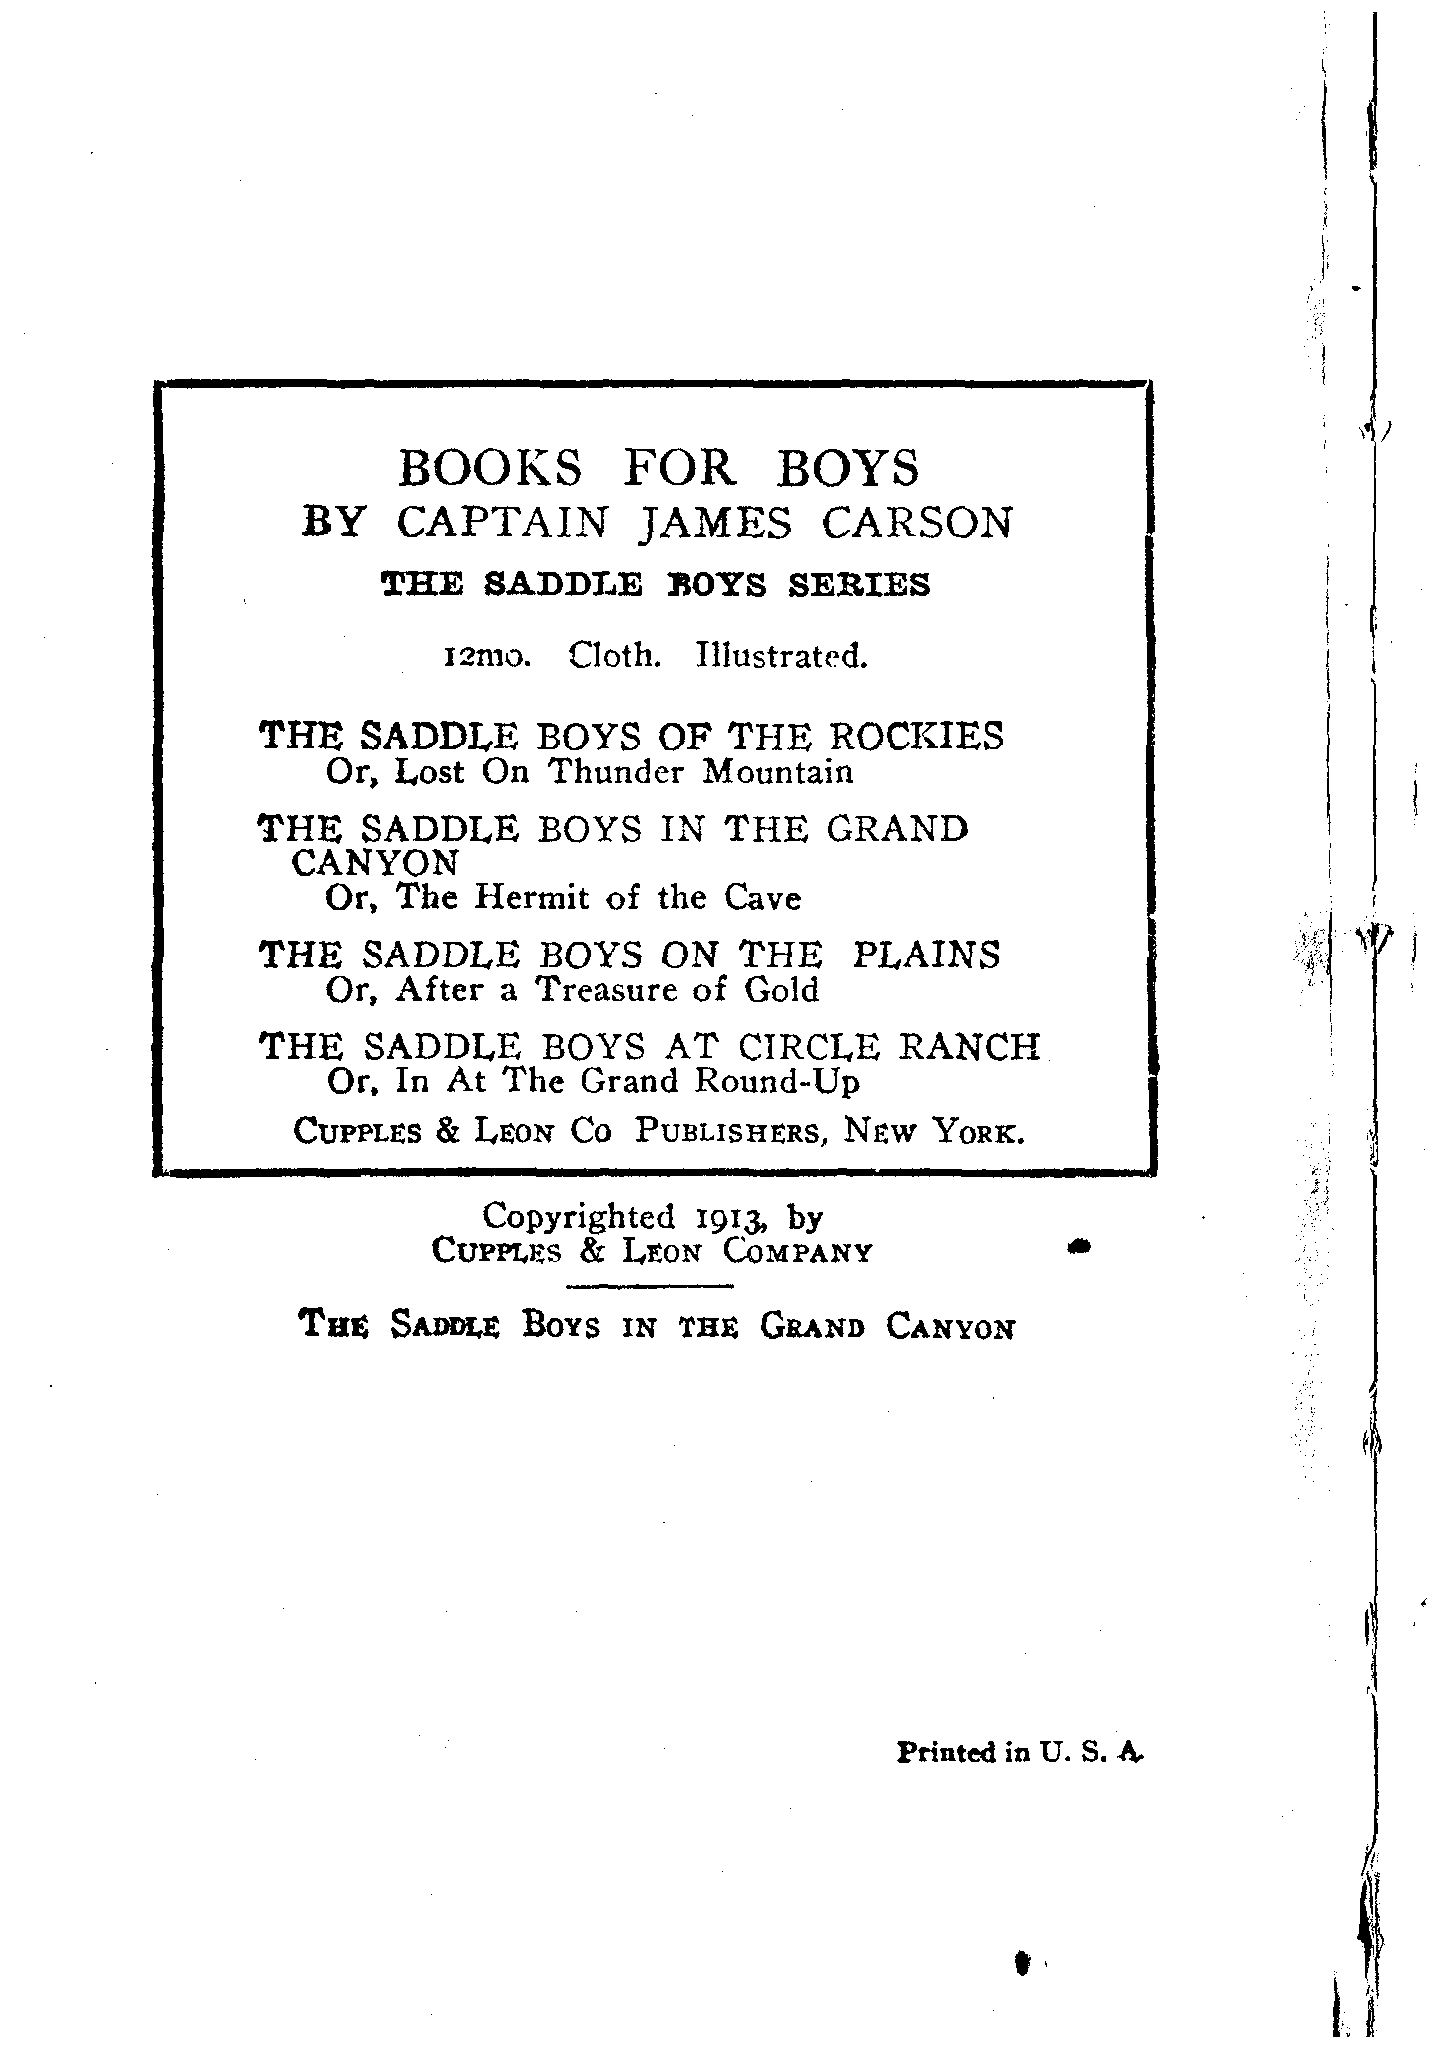 BOOKS FOR BOYS
BY CAPTAIN JAMES CARSON
THE SADDLE BOYS SERIES
12mo. Cloth. Illustrated.
THE SADDLE BOYS OF THE ROCKIES
Or, Lost On Thunder Mountain
THE SADDLE BOYS IN THE GRAND
CANYON
Or, The Hermit of the Cave
THE SADDLE BOYS ON THE PLAINS
Or, After a Treasure of Gold
THE SADDLE BOYS AT CIRCLE RANCH
Or, In At The Grand Round-Up
CUPPLES & LEON CO PUBLISHERS, NEW YORK.
Copyrighted 1913, by
CUPPLES & LEON COMPANY
THE SADDLE BOYS IN THE GRAND CANYON
Printed in U. S. A.